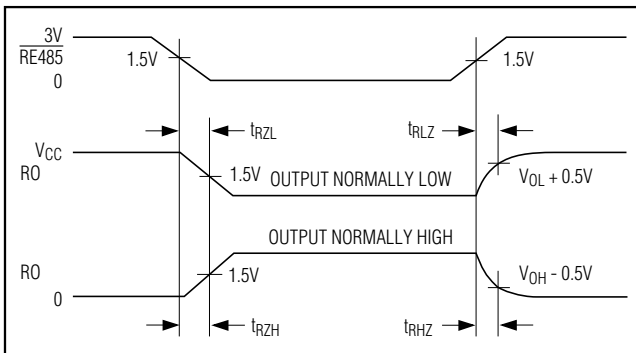 3V
RE485
0
1.5V
1.5V
tRZL
tRLZ
VCC
RO
1.5V
OUTPUT NORMALLY LOW
VOL + 0.5V
OUTPUT NORMALLY HIGH
RO
0
1.5V
VOH - 0.5V
tRZH
tRHZ